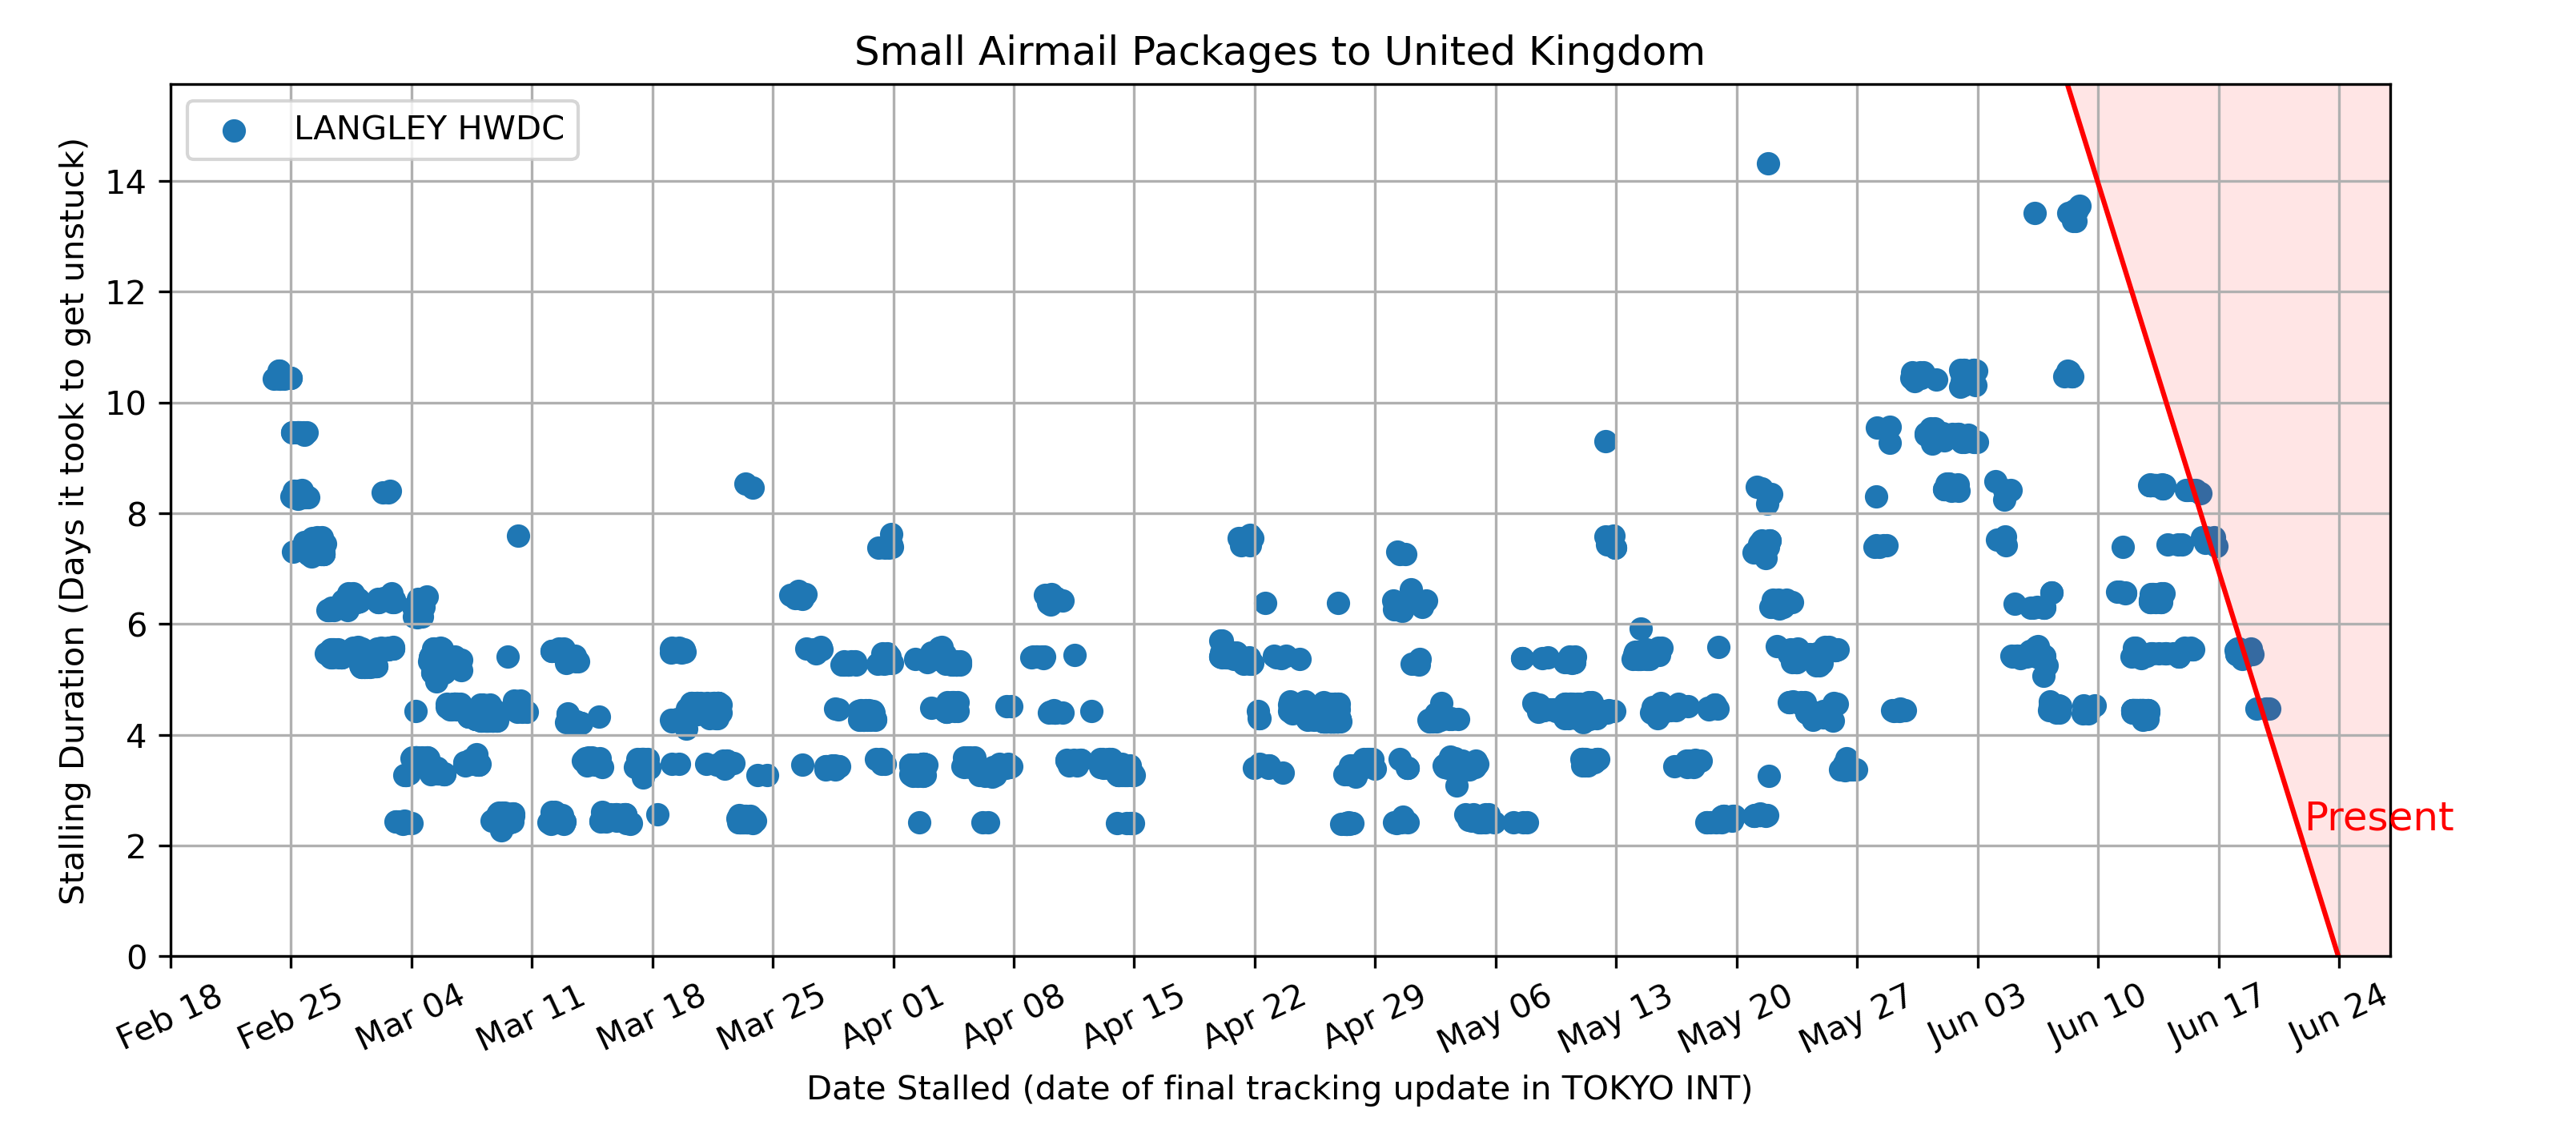 Small Airmail Packages to United Kingdom
LANGLEY HWDC
Stalling Duration (Days it took to get unstuck)
14
12
10
8
6
4
2
0
Present
Feb 18
Feb 25
Mar 04
Mar 11
Mar 18
Mar 25
Apr 01
Apr 08
Apr 15
Apr 22
Apr 29
May 06
May 13
May 20
May 27
Jun 03
Jun 10
Jun 17
Jun 24
Date Stalled (date of final tracking update in TOKYO INT)